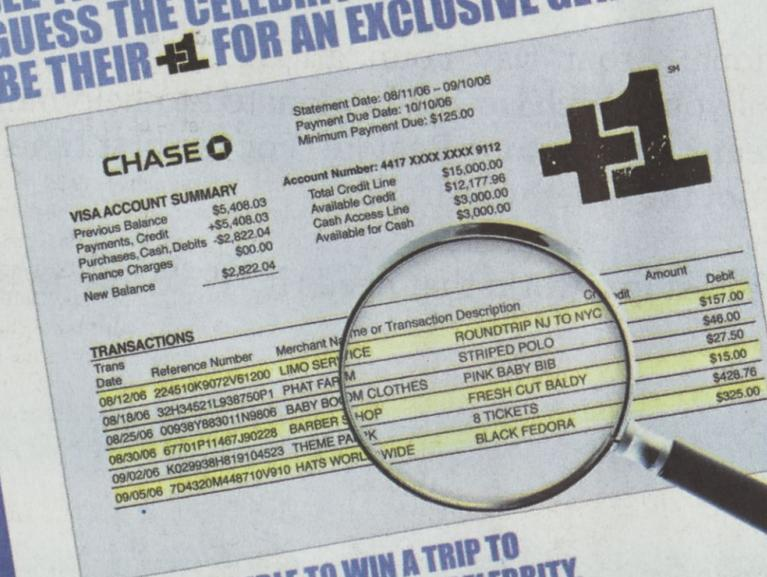 GUESS THE CELEBR
BE THEIR +1 FOR AN EXCLUSIVE
Statement Date: 08/11/06 – 09/10/06
Payment Due Date: 10/10/06
Minimum Payment Due: $125.00
CHASE
+1 SM
VISA ACCOUNT SUMMARY
Previous Balance $5,408.03
Payments, Credit +$5,408.03
Purchases, Cash, Debits -$2,822.04
Finance Charges $00.00
New Balance $2,822.04
Account Number: 4417 XXXX XXXX 9112
Total Credit Line $15,000.00
Available Credit $12,177.96
Cash Access Line $3,000.00
Available for Cash $3,000.00
TRANSACTIONS
Trans Date Reference Number Merchant Name or Transaction Description Credit Amount Debit
08/12/06 224510K9072V61200 LIMO SERVICE ROUNDTRIP NJ TO NYC $157.00
08/18/06 32H34521L938750P1 PHAT FARM STRIPED POLO $46.00
08/25/06 00938Y883011N9806 BABY BOOM CLOTHES PINK BABY BIB $27.50
08/30/06 67701P11467J90228 BARBER SHOP FRESH CUT BALDY $15.00
09/02/06 K029938H819104523 THEME PARK 8 TICKETS $428.76
09/05/06 7D4320M448710V910 HATS WORLDWIDE BLACK FEDORA $325.00
TO WIN A TRIP TO